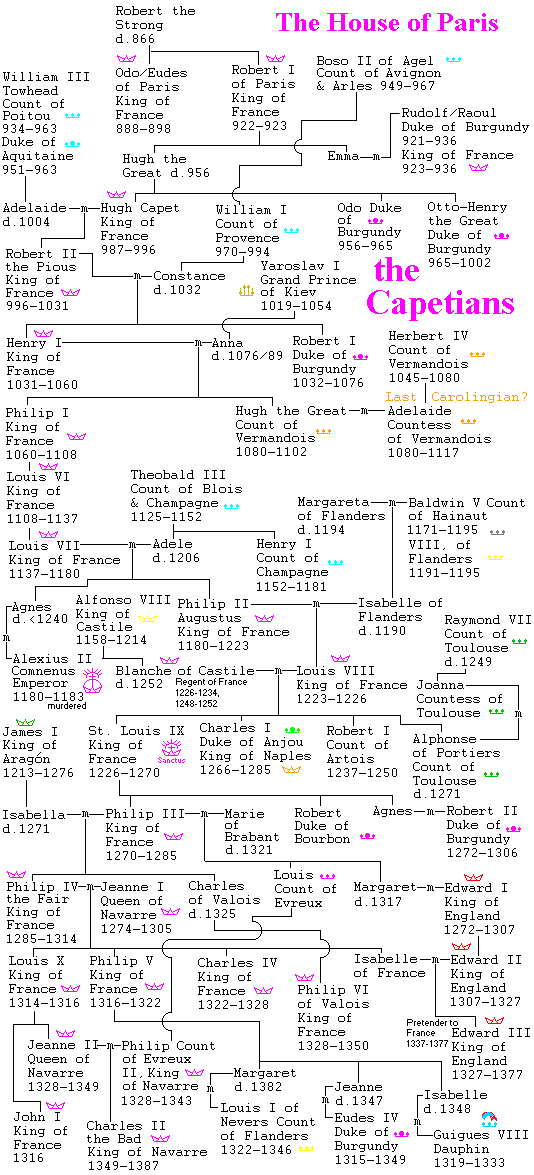 The House of Paris
Robert the
Strong
d.866
Odo/Eudes
of Paris
King of
France
888-898
Robert I
of Paris
King of
France
922-923
Boso II of Agel
Count of Avignon
& Arles 949-967
William III
Towhead
Count of
Poitou
934-963
Duke of
Aquitaine
951-963
Rudolf/Raoul
Duke of Burgundy
921-936
King of France
923-936
Hugh the
Great d.956
Emma m
Adelaide m Hugh Capet
d.1004
King of
France
987-996
William I
Count of
Provence
970-994
Odo Duke
of
Burgundy
956-965
Otto-Henry
the Great
Duke of
Burgundy
965-1002
the
Capetians
Robert II
the Pious
King of
France
996-1031
m Constance
d.1032
Yaroslav I
Grand Prince
of Kiev
1019-1054
Henry I
King of
France
1031-1060
m Anna
d.1076/89
Robert I
Duke of
Burgundy
1032-1076
Herbert IV
Count of
Vermandois
1045-1080
Last Carolingian?
Philip I
King of
France
1060-1108
Hugh the Great m Adelaide
Count of
Vermandois
1080-1102
Countess
of Vermandois
1080-1117
Louis VI
King of
France
1108-1137
Theobald III
Count of Blois
& Champagne
1125-1152
Margareta m Baldwin V Count
of Flanders
d.1194
of Hainaut
1171-1195
VIII, of
Flanders
1191-1195
Louis VII m Adele
King of France
1137-1180
d.1206
Henry I
Count of
Champagne
1152-1181
Agnes
d.<1240
m
Alfonso VIII
King of
Castile
1158-1214
Philip II
Augustus
King of France
1180-1223
m Isabelle of
Flanders
d.1190
Raymond VII
Count of
Toulouse
d.1249
Alexius II
Comnenus
Emperor
1180-1183
murdered
Blanche of Castile m Louis VIII
d.1252
Regent of France
1226-1234,
1248-1252
King of France
1223-1226
Joanna
Countess of
Toulouse
m
James I
King of
Aragón
1213-1276
St. Louis IX
King of
France
1226-1270
Sanctus
Charles I
Duke of Anjou
King of Naples
1266-1285
Robert I
Count of
Artois
1237-1250
Alphonse
of Portiers
Count of
Toulouse
d.1271
Isabella m Philip III m Marie
d.1271
King of
France
1270-1285
of
Brabant
d.1321
Robert
Duke of
Bourbon
Agnes m Robert II
Duke of
Burgundy
1272-1306
Philip IV m Jeanne I
the Fair
King of
France
1285-1314
Queen of
Navarre
1274-1305
Charles
of Valois
d.1325
Louis
Count of
Evreux
Margaret m Edward I
d.1317
King of
England
1272-1307
Louis X
King of
France
1314-1316
Philip V
King of
France
1316-1322
Charles IV
King of
France
1322-1328
Philip VI
of Valois
King of
France
1328-1350
Isabelle m Edward II
of France
King of
England
1307-1327
Pretender to
France
1337-1377
Edward III
King of
England
1327-1377
Jeanne II m Philip Count
Queen of
Navarre
1328-1349
of Evreux
II, King
of Navarre
1328-1343
Margaret
d.1382
m
Louis I of
Nevers Count
of Flanders
1322-1346
Jeanne
d.1347
m
Eudes IV
Duke of
Burgundy
1315-1349
Isabelle
d.1348
m
Guigues VIII
Dauphin
1319-1333
John I
King of
France
1316
Charles II
the Bad
King of Navarre
1349-1387